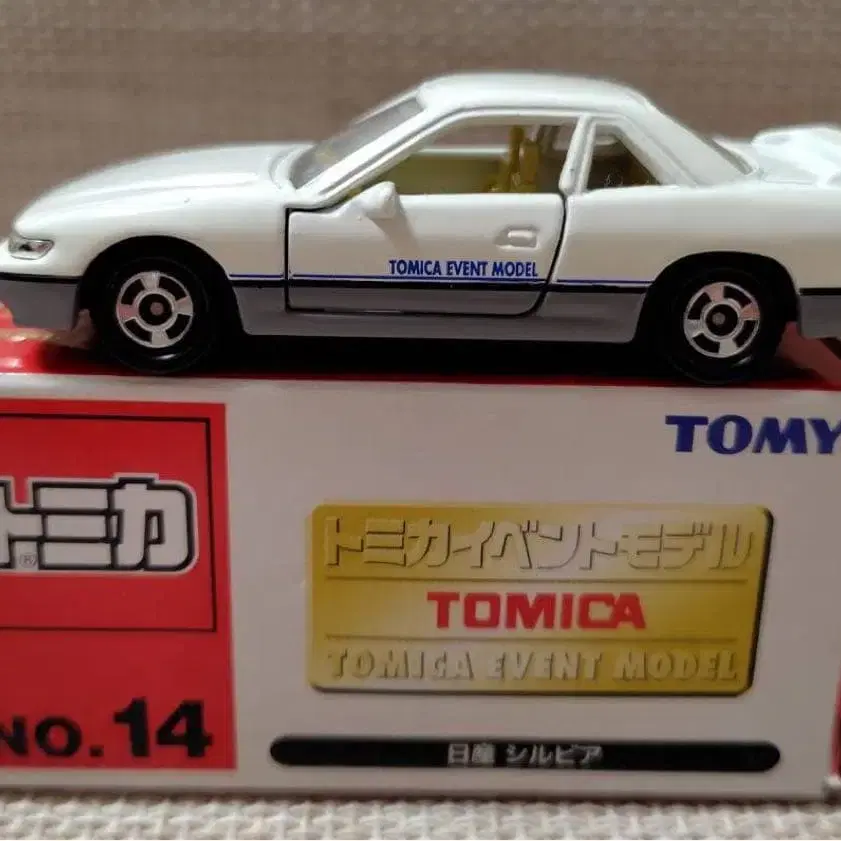 TOMICA EVENT MODEL
TOMY
トミカ®
トミカイベントモデル
TOMICA
TOMICA EVENT MODEL
NO.14
日産 シルビア